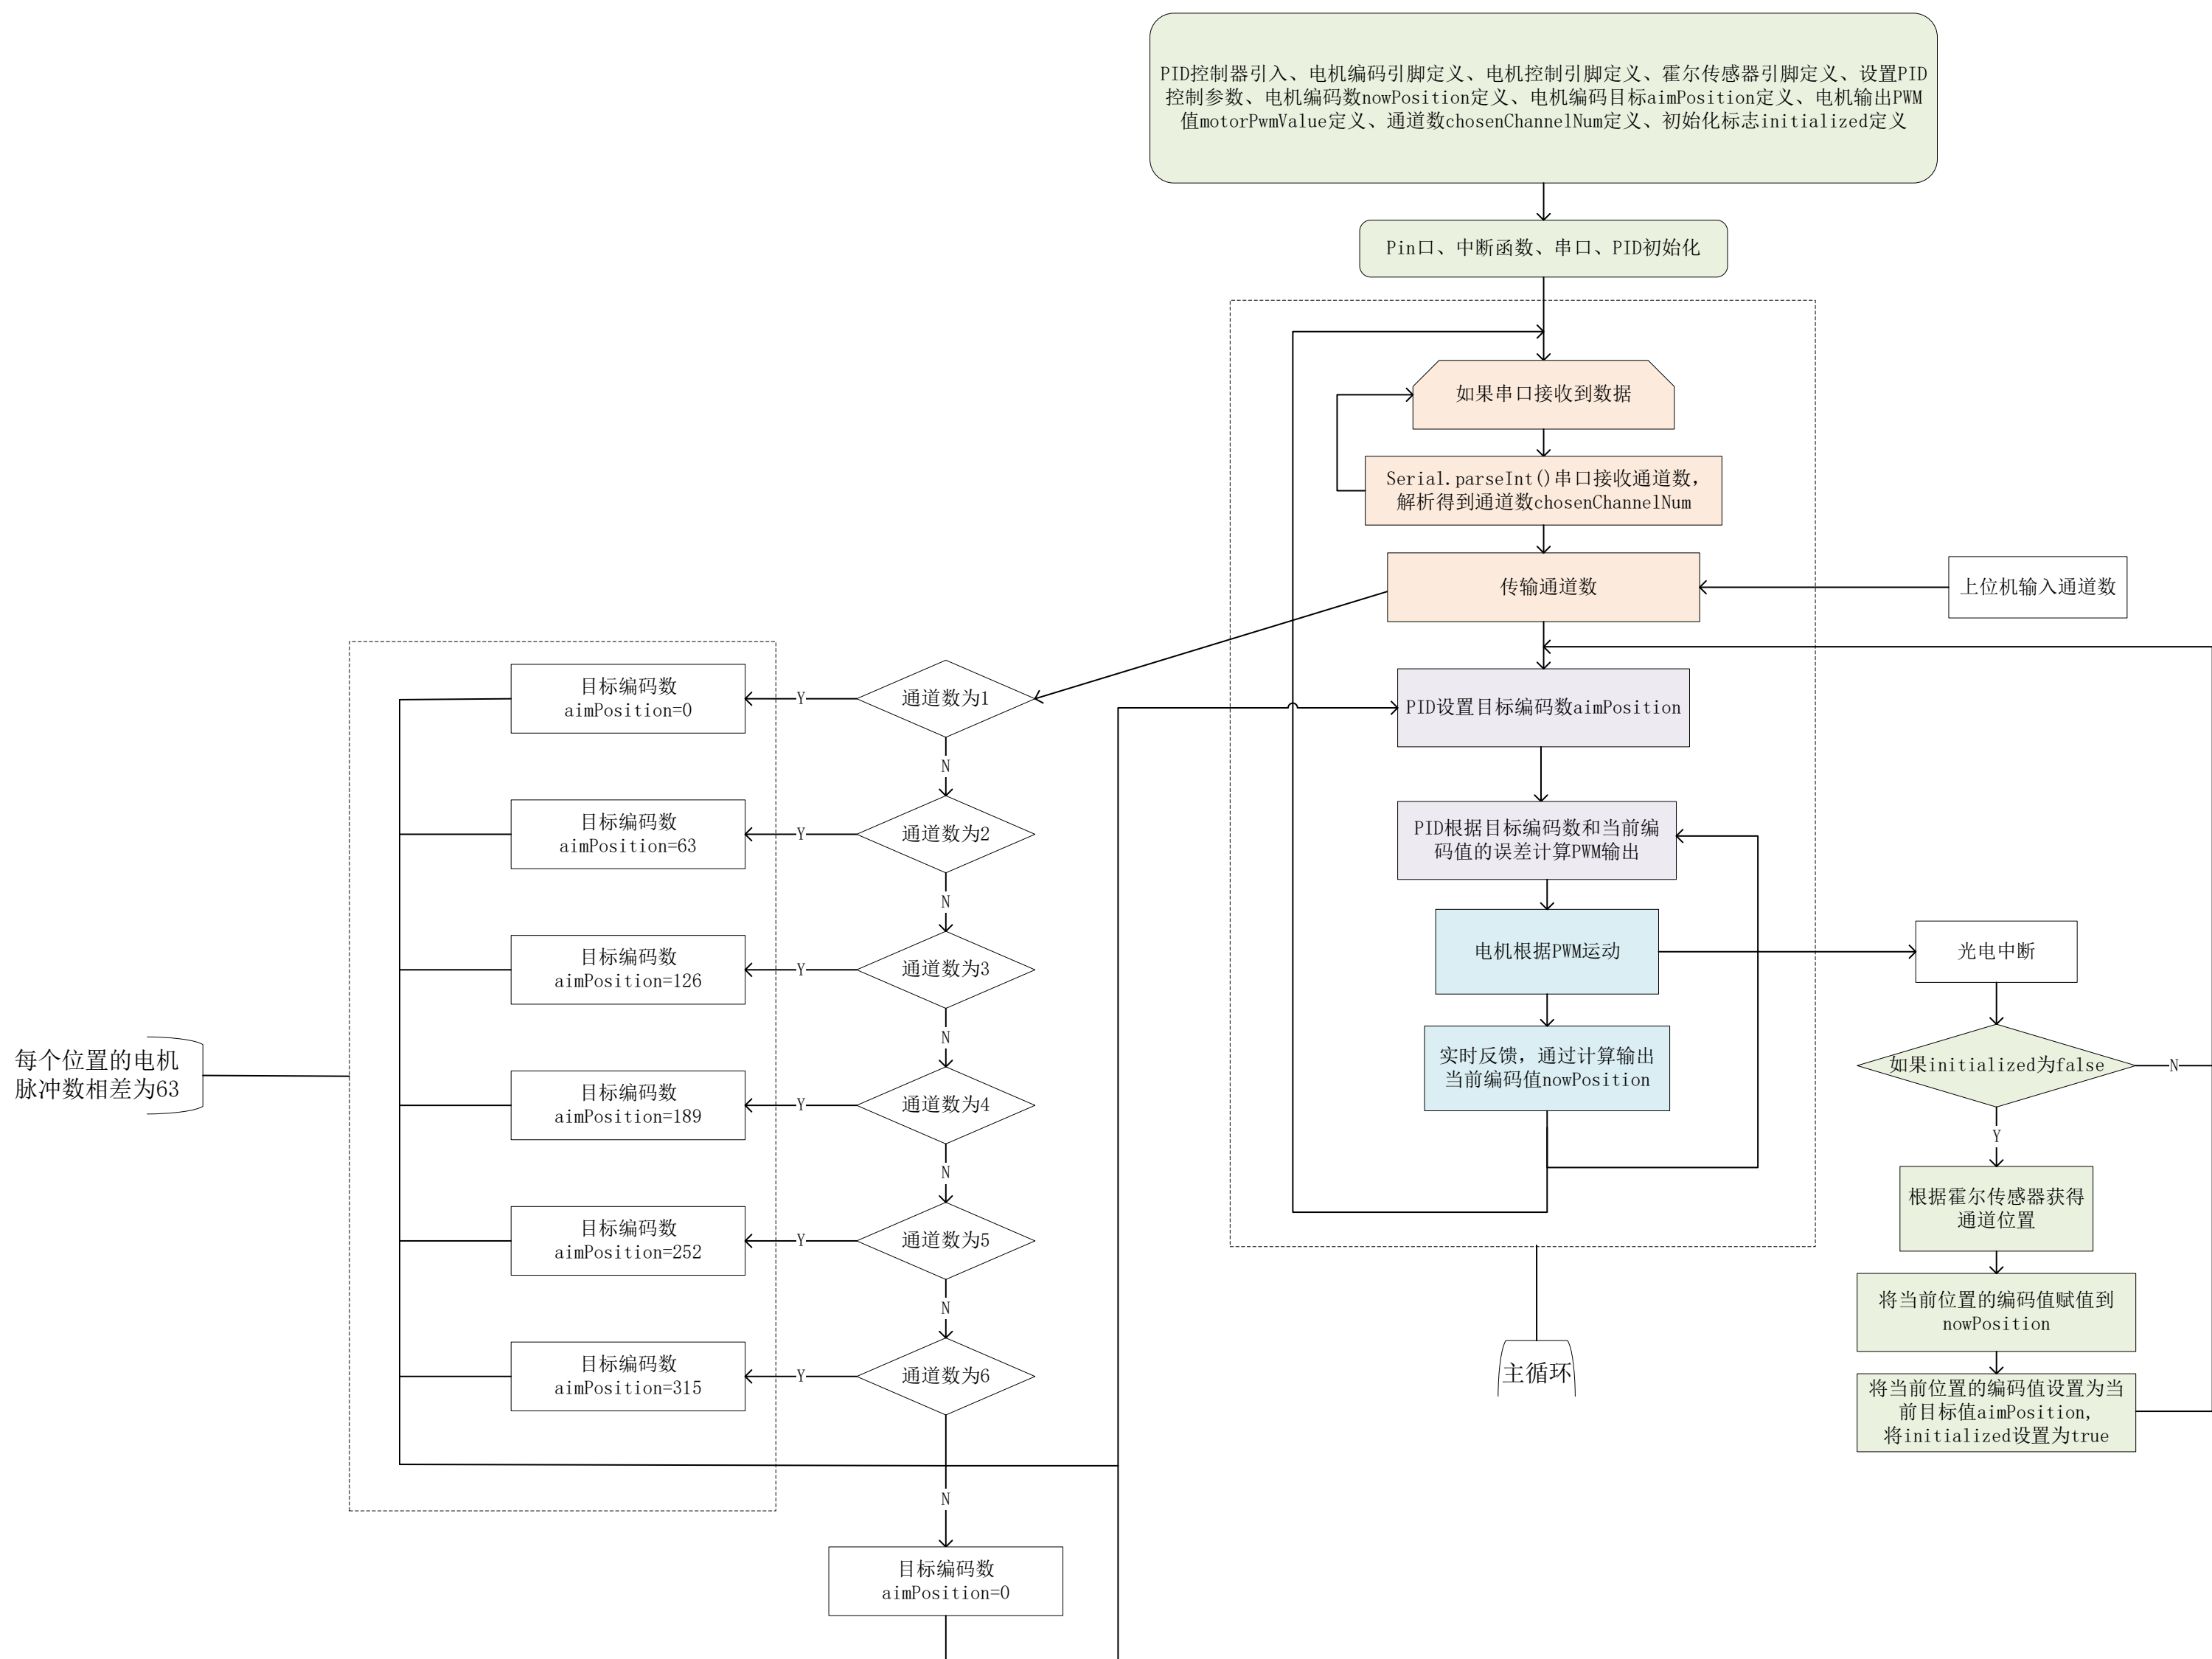 PID控制器引入、电机编码引脚定义、电机控制引脚定义、霍尔传感器引脚定义、设置PID
控制参数、电机编码数nowPosition定义、电机编码目标aimPosition定义、电机输出PWM
值motorPwmValue定义、通道数chosenChannelNum定义、初始化标志initialized定义
Pin口、中断函数、串口、PID初始化
如果串口接收到数据
Serial.parseInt()串口接收通道数,
解析得到通道数chosenChannelNum
传输通道数
上位机输入通道数
PID设置目标编码数aimPosition
PID根据目标编码数和当前编
码值的误差计算PWM输出
电机根据PWM运动
实时反馈，通过计算输出
当前编码值nowPosition
主循环
光电中断
如果initialized为false
N
Y
根据霍尔传感器获得
通道位置
将当前位置的编码值赋值到
nowPosition
将当前位置的编码值设置为当
前目标值aimPosition,
将initialized设置为true
通道数为1
Y
目标编码数
aimPosition=0
N
通道数为2
Y
目标编码数
aimPosition=63
N
通道数为3
Y
目标编码数
aimPosition=126
N
通道数为4
Y
目标编码数
aimPosition=189
N
通道数为5
Y
目标编码数
aimPosition=252
N
通道数为6
Y
目标编码数
aimPosition=315
N
目标编码数
aimPosition=0
每个位置的电机
脉冲数相差为63